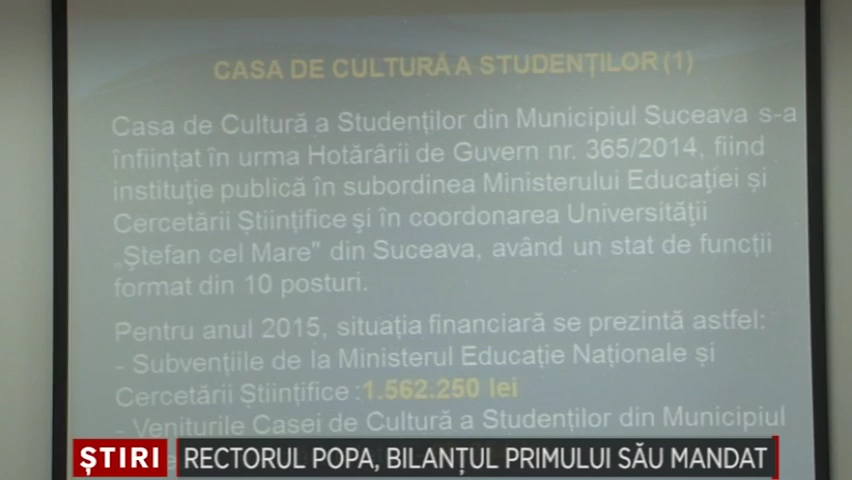 CASA DE CULTURĂ A STUDENȚILOR (1)
Casa de Cultură a Studenților din Municipiul Suceava s-a
înființat în urma Hotărârii de Guvern nr. 365/2014, fiind
instituţie publică în subordinea Ministerului Educației și
Cercetării Științifice şi în coordonarea Universităţii
„Ştefan cel Mare" din Suceava, având un stat de funcții
format din 10 posturi.
Pentru anul 2015, situația financiară se prezintă astfel:
- Subvențiile de la Ministerul Educație Naționale și
Cercetării Științifice : 1.562.250 lei
- Veniturile Casei de Cultură a Studenților din Municipiul
ȘTIRI RECTORUL POPA, BILANȚUL PRIMULUI SĂU MANDAT